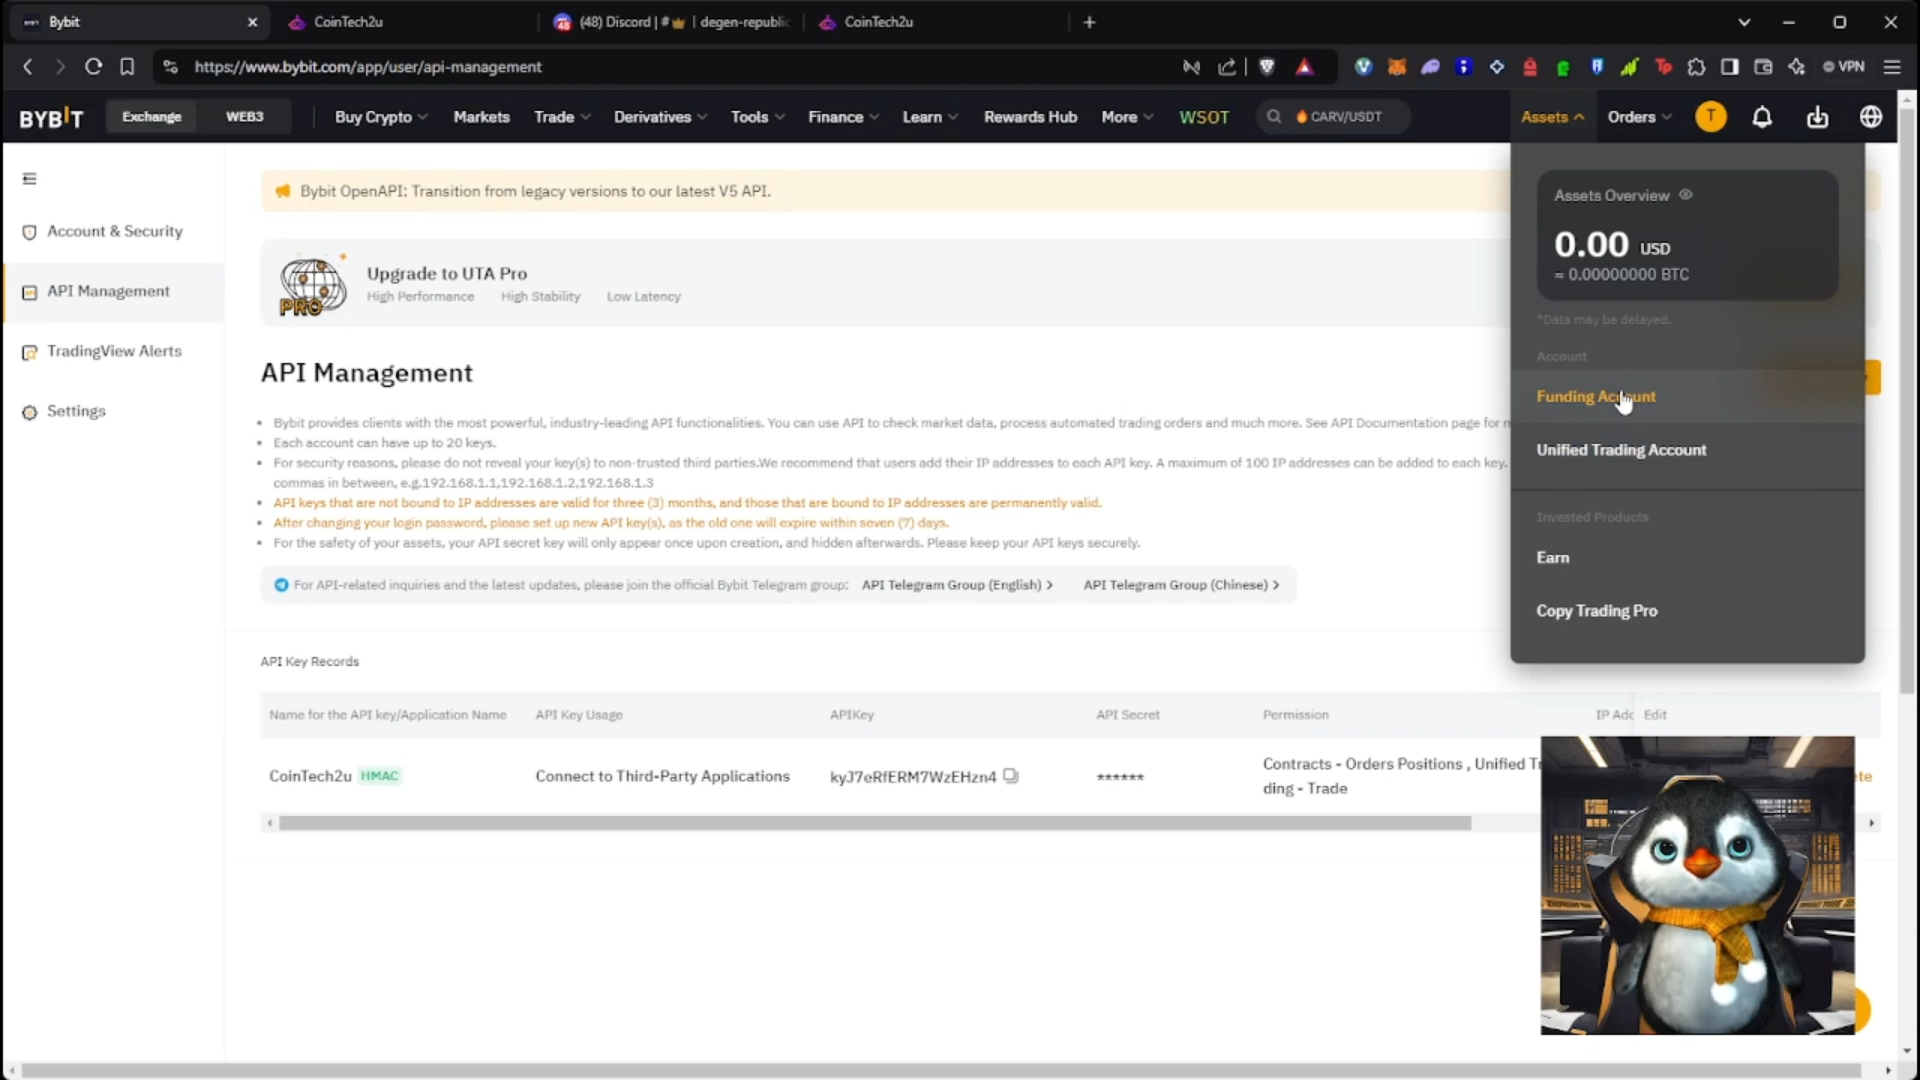 Bybit
CoinTech2u
(48) Discord | #👑 | degen-republic
CoinTech2u
https://www.bybit.com/app/user/api-management
VPN
BYBIT
Exchange
WEB3
Buy Crypto
Markets
Trade
Derivatives
Tools
Finance
Learn
Rewards Hub
More
WSOT
🔥 CARV/USDT
Assets
Orders
T
Account & Security
API Management
TradingView Alerts
Settings
Bybit OpenAPI: Transition from legacy versions to our latest V5 API.
PRO
Upgrade to UTA Pro
High Performance High Stability Low Latency
API Management
• Bybit provides clients with the most powerful, industry-leading API functionalities. You can use API to check market data, process automated trading orders and much more. See API Documentation page for m
• Each account can have up to 20 keys.
• For security reasons, please do not reveal your key(s) to non-trusted third parties.We recommend that users add their IP addresses to each API key. A maximum of 100 IP addresses can be added to each key.
commas in between, e.g.192.168.1.1,192.168.1.2,192.168.1.3
• API keys that are not bound to IP addresses are valid for three (3) months, and those that are bound to IP addresses are permanently valid.
• After changing your login password, please set up new API key(s), as the old one will expire within seven (7) days.
• For the safety of your assets, your API secret key will only appear once upon creation, and hidden afterwards. Please keep your API keys securely.
For API-related inquiries and the latest updates, please join the official Bybit Telegram group: API Telegram Group (English) > API Telegram Group (Chinese) >
Assets Overview
0.00 USD
≈ 0.00000000 BTC
*Data may be delayed.
Account
Funding Account
Unified Trading Account
Invested Products
Earn
Copy Trading Pro
API Key Records
Name for the API key/Application Name API Key Usage APIKey API Secret Permission IP Add Edit
CoinTech2u HMAC Connect to Third-Party Applications kyJ7eRfERM7WzEHzn4 ****** Contracts - Orders Positions , Unified Tr
ding - Trade
ete